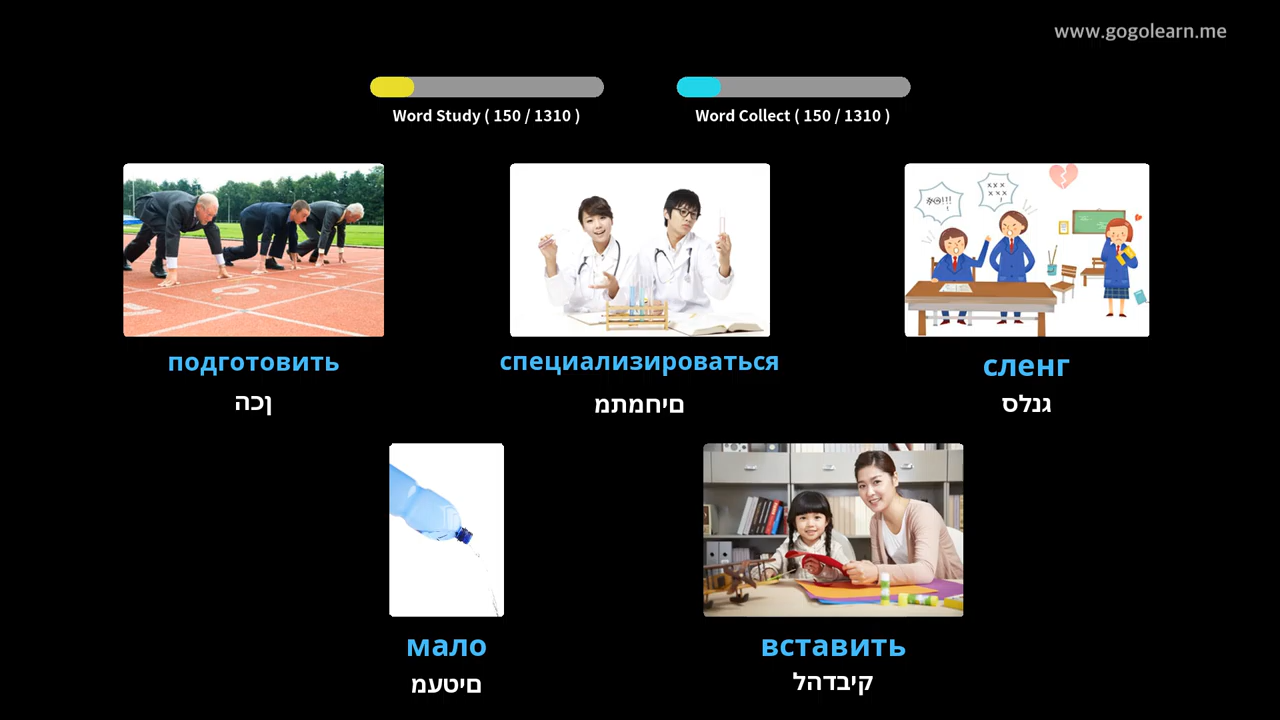 www.gogolearn.me
Word Study ( 150 / 1310 )
Word Collect ( 150 / 1310 )
подготовить
ןכה
специализироваться
םיחמתמ
сленг
גנלס
мало
םיטעמ
вставить
קיבדהל